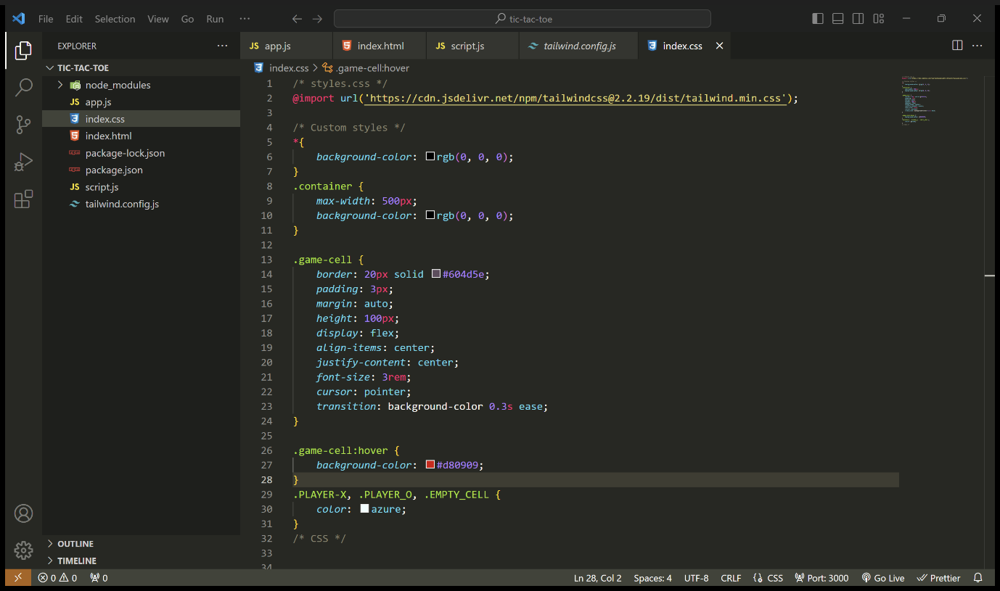 File Edit Selection View Go Run ···
tic-tac-toe
EXPLORER
TIC-TAC-TOE
node_modules
JS app.js
index.css
index.html
package-lock.json
package.json
JS script.js
tailwind.config.js
OUTLINE
TIMELINE
JS app.js
index.html
JS script.js
tailwind.config.js
index.css
index.css > .game-cell:hover
1 /* styles.css */
2 @import url('https://cdn.jsdelivr.net/npm/tailwindcss@2.2.19/dist/tailwind.min.css');
3
4 /* Custom styles */
5 *{
6 background-color: rgb(0, 0, 0);
7 }
8 .container {
9 max-width: 500px;
10 background-color: rgb(0, 0, 0);
11 }
12
13 .game-cell {
14 border: 20px solid #604d5e;
15 padding: 3px;
16 margin: auto;
17 height: 100px;
18 display: flex;
19 align-items: center;
20 justify-content: center;
21 font-size: 3rem;
22 cursor: pointer;
23 transition: background-color 0.3s ease;
24 }
25
26 .game-cell:hover {
27 background-color: #d80909;
28 }
29 .PLAYER-X, .PLAYER_O, .EMPTY_CELL {
30 color: azure;
31 }
32 /* CSS */
33
34
0 0 0
Ln 28, Col 2 Spaces: 4 UTF-8 CRLF CSS Port: 3000 Go Live Prettier